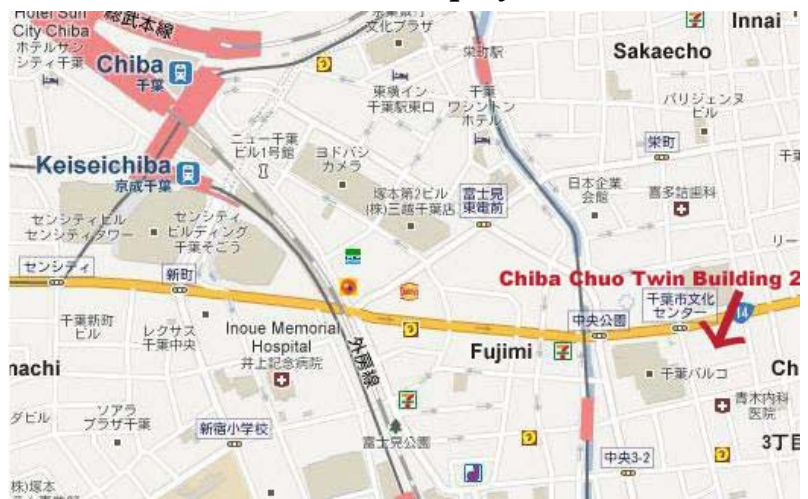 Hotel Sun
City Chiba
ホテルサン
シティ千葉
総武本線
文化プラザ
栄町駅
Innai
Sakaecho
Chiba
千葉
東横イン
千葉駅東口
千葉
ワシントン
ホテル
パリジェンヌ
ビル
栄町
Keiseichiba
京成千葉
ニュー千葉
ビル1号館
ヨドバシ
カメラ
塚本第2ビル
(株)三越千葉店
富士見
東電前
日本企業
会館
喜多詰歯科
センシティビル
センシティタワー
センシティ
ビルディング
千葉そごう
センシティ
新町
Chiba Chuo Twin Building 2
千葉市文化
センター
14
中央公園
千葉新町
ビル
レクサス
千葉中央
Inoue Memorial
Hospital
井上記念病院
外房線
Fujimi
千葉パルコ
machi
Ch
青木内科
医院
ダビル
ソアラ
プラザ千葉
新宿小学校
富士見公園
3丁目
中央3-2
株)塚本